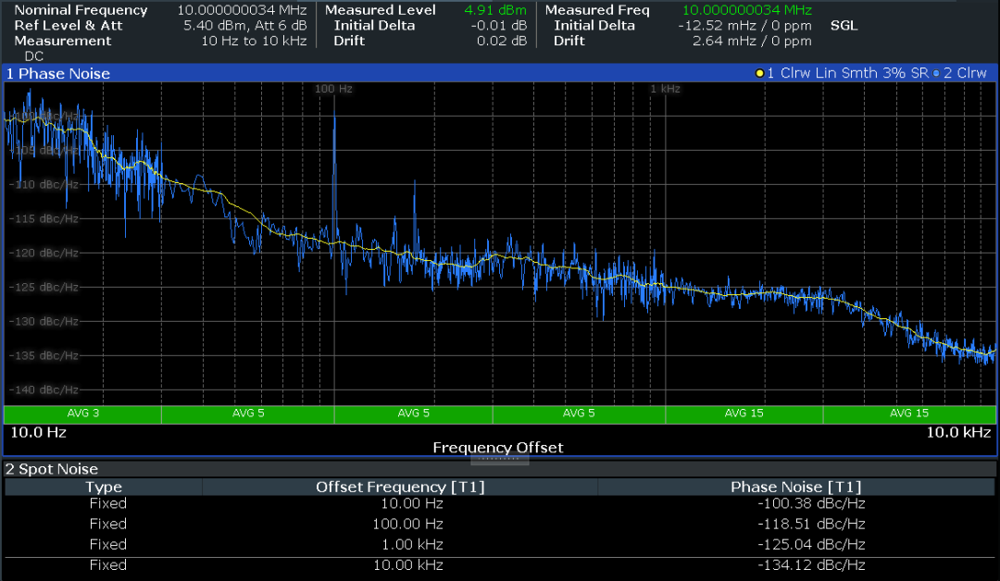 Nominal Frequency 10.000000034 MHz Measured Level 4.91 dBm Measured Freq 10.000000034 MHz
Ref Level & Att 5.40 dBm, Att 6 dB Initial Delta -0.01 dB Initial Delta -12.52 mHz / 0 ppm SGL
Measurement 10 Hz to 10 kHz Drift 0.02 dB Drift 2.64 mHz / 0 ppm
DC
1 Phase Noise 1 Clrw Lin Smth 3% SR 2 Clrw
100 Hz 1 kHz
-100 dBc/Hz
-105 dBc/Hz
-110 dBc/Hz
-115 dBc/Hz
-120 dBc/Hz
-125 dBc/Hz
-130 dBc/Hz
-135 dBc/Hz
-140 dBc/Hz
AVG 3 AVG 5 AVG 5 AVG 5 AVG 15 AVG 15
10.0 Hz 10.0 kHz
Frequency Offset
2 Spot Noise
Type Offset Frequency [T1] Phase Noise [T1]
Fixed 10.00 Hz -100.38 dBc/Hz
Fixed 100.00 Hz -118.51 dBc/Hz
Fixed 1.00 kHz -125.04 dBc/Hz
Fixed 10.00 kHz -134.12 dBc/Hz